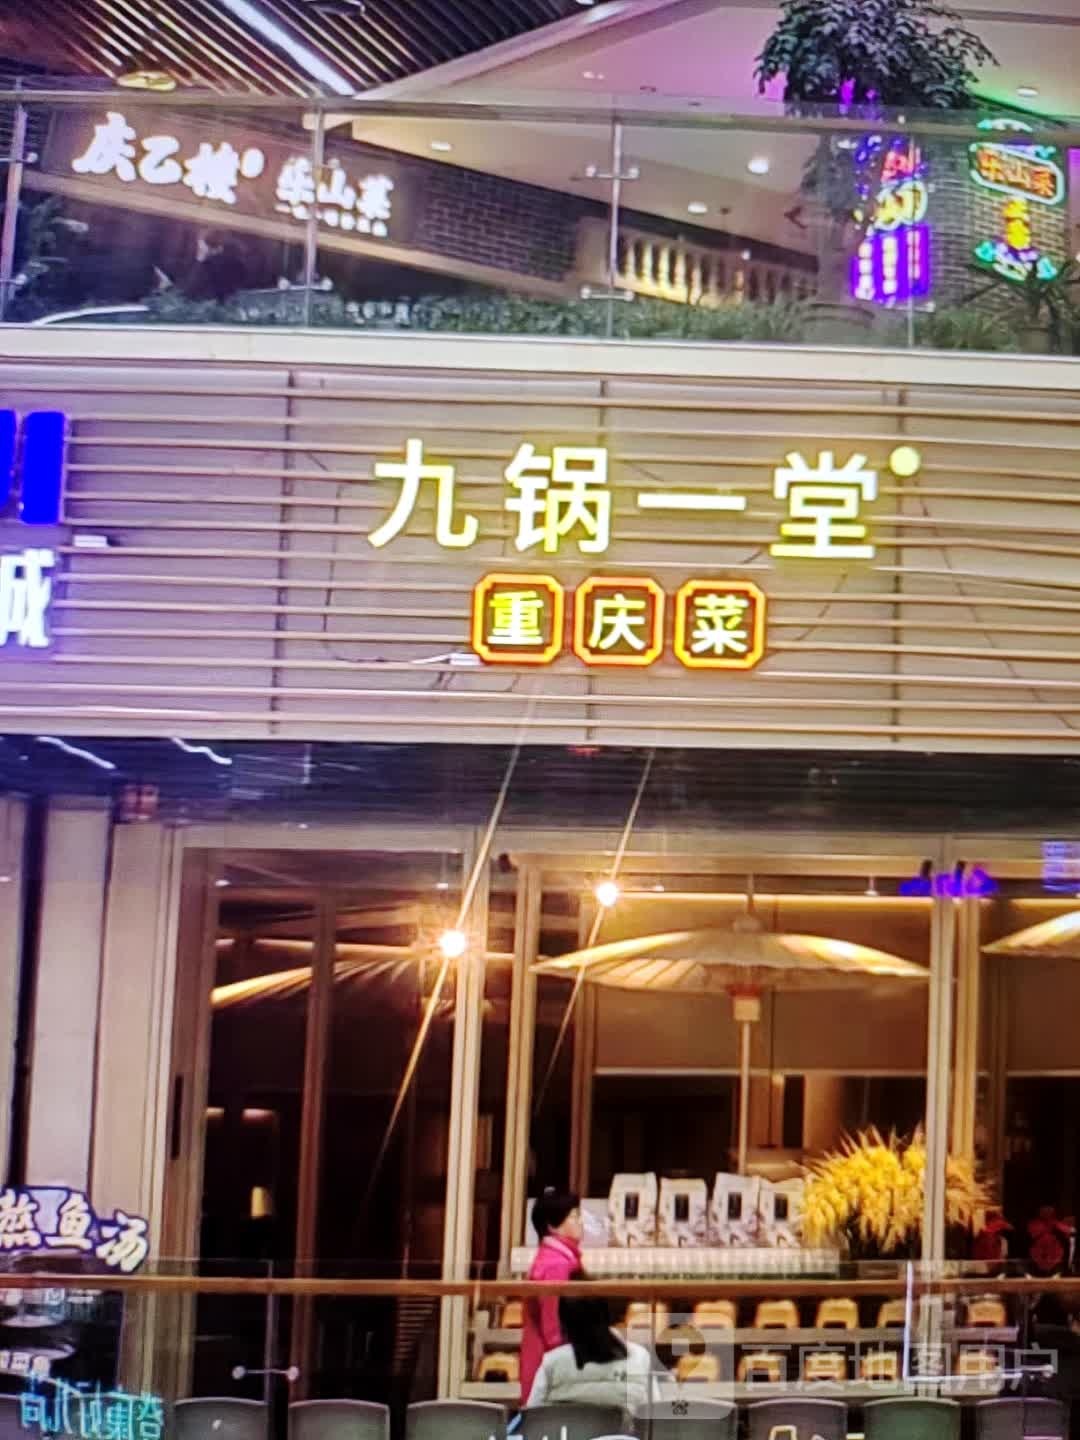 庆乙楼 乐山菜
乐山菜
九锅一堂
重庆菜
城
熬鱼汤
百度地图用户